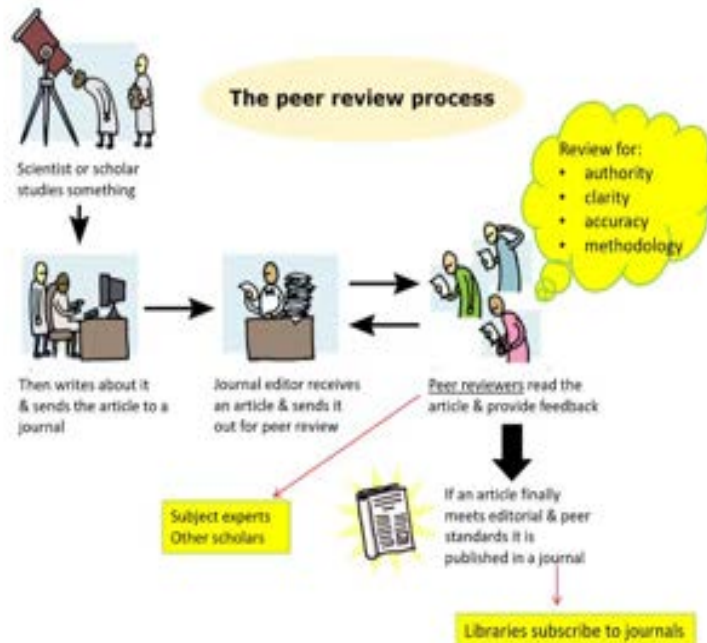 The peer review process
Scientist or scholar
studies something
Review for:
• authority
• clarity
• accuracy
• methodology
Then writes about it
& sends the article to a
journal
Journal editor receives
an article & sends it
out for peer review
Peer reviewers read the
article & provide feedback
Subject experts
Other scholars
If an article finally
meets editorial & peer
standards it is
published in a journal
Libraries subscribe to journals